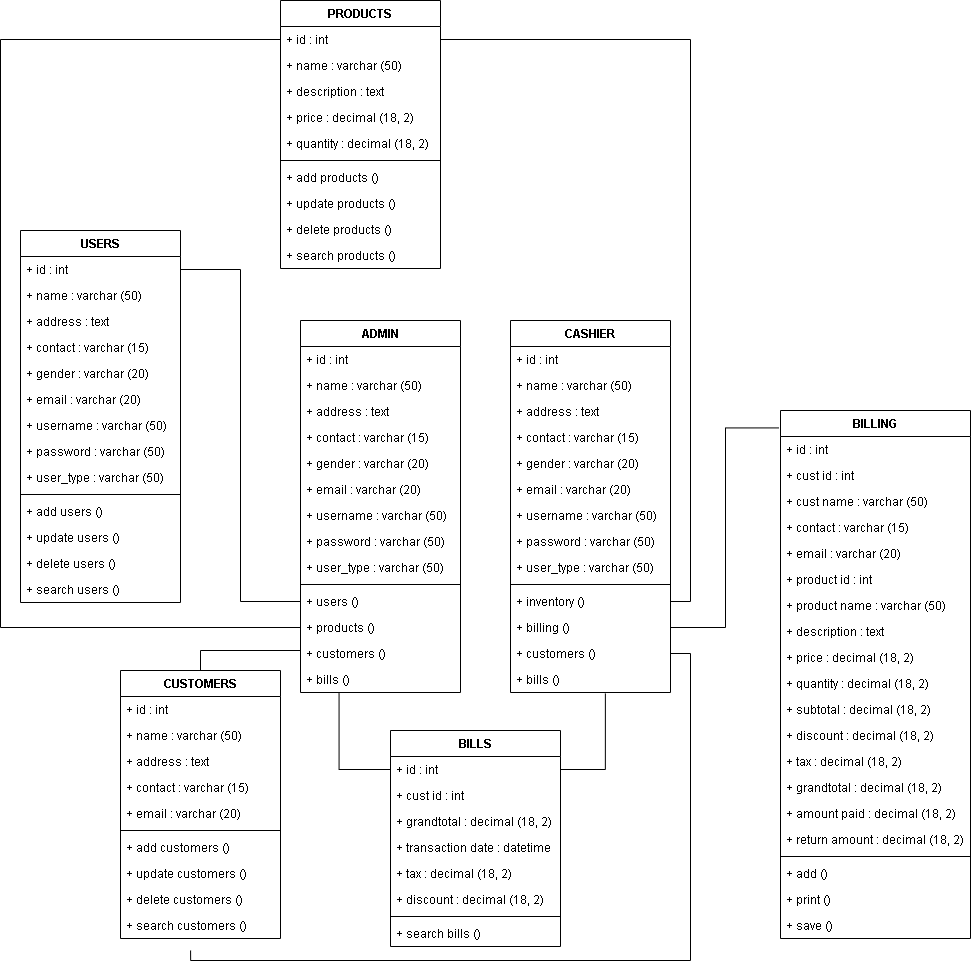 PRODUCTS
+ id : int
+ name : varchar (50)
+ description : text
+ price : decimal (18, 2)
+ quantity : decimal (18, 2)
+ add products ()
+ update products ()
+ delete products ()
+ search products ()
USERS
+ id : int
+ name : varchar (50)
+ address : text
+ contact : varchar (15)
+ gender : varchar (20)
+ email : varchar (20)
+ username : varchar (50)
+ password : varchar (50)
+ user_type : varchar (50)
+ add users ()
+ update users ()
+ delete users ()
+ search users ()
ADMIN
+ id : int
+ name : varchar (50)
+ address : text
+ contact : varchar (15)
+ gender : varchar (20)
+ email : varchar (20)
+ username : varchar (50)
+ password : varchar (50)
+ user_type : varchar (50)
+ users ()
+ products ()
+ customers ()
+ bills ()
CASHIER
+ id : int
+ name : varchar (50)
+ address : text
+ contact : varchar (15)
+ gender : varchar (20)
+ email : varchar (20)
+ username : varchar (50)
+ password : varchar (50)
+ user_type : varchar (50)
+ inventory ()
+ billing ()
+ customers ()
+ bills ()
BILLING
+ id : int
+ cust id : int
+ cust name : varchar (50)
+ contact : varchar (15)
+ email : varchar (20)
+ product id : int
+ product name : varchar (50)
+ description : text
+ price : decimal (18, 2)
+ quantity : decimal (18, 2)
+ subtotal : decimal (18, 2)
+ discount : decimal (18, 2)
+ tax : decimal (18, 2)
+ grandtotal : decimal (18, 2)
+ amount paid : decimal (18, 2)
+ return amount : decimal (18, 2)
+ add ()
+ print ()
+ save ()
CUSTOMERS
+ id : int
+ name : varchar (50)
+ address : text
+ contact : varchar (15)
+ email : varchar (20)
+ add customers ()
+ update customers ()
+ delete customers ()
+ search customers ()
BILLS
+ id : int
+ cust id : int
+ grandtotal : decimal (18, 2)
+ transaction date : datetime
+ tax : decimal (18, 2)
+ discount : decimal (18, 2)
+ search bills ()